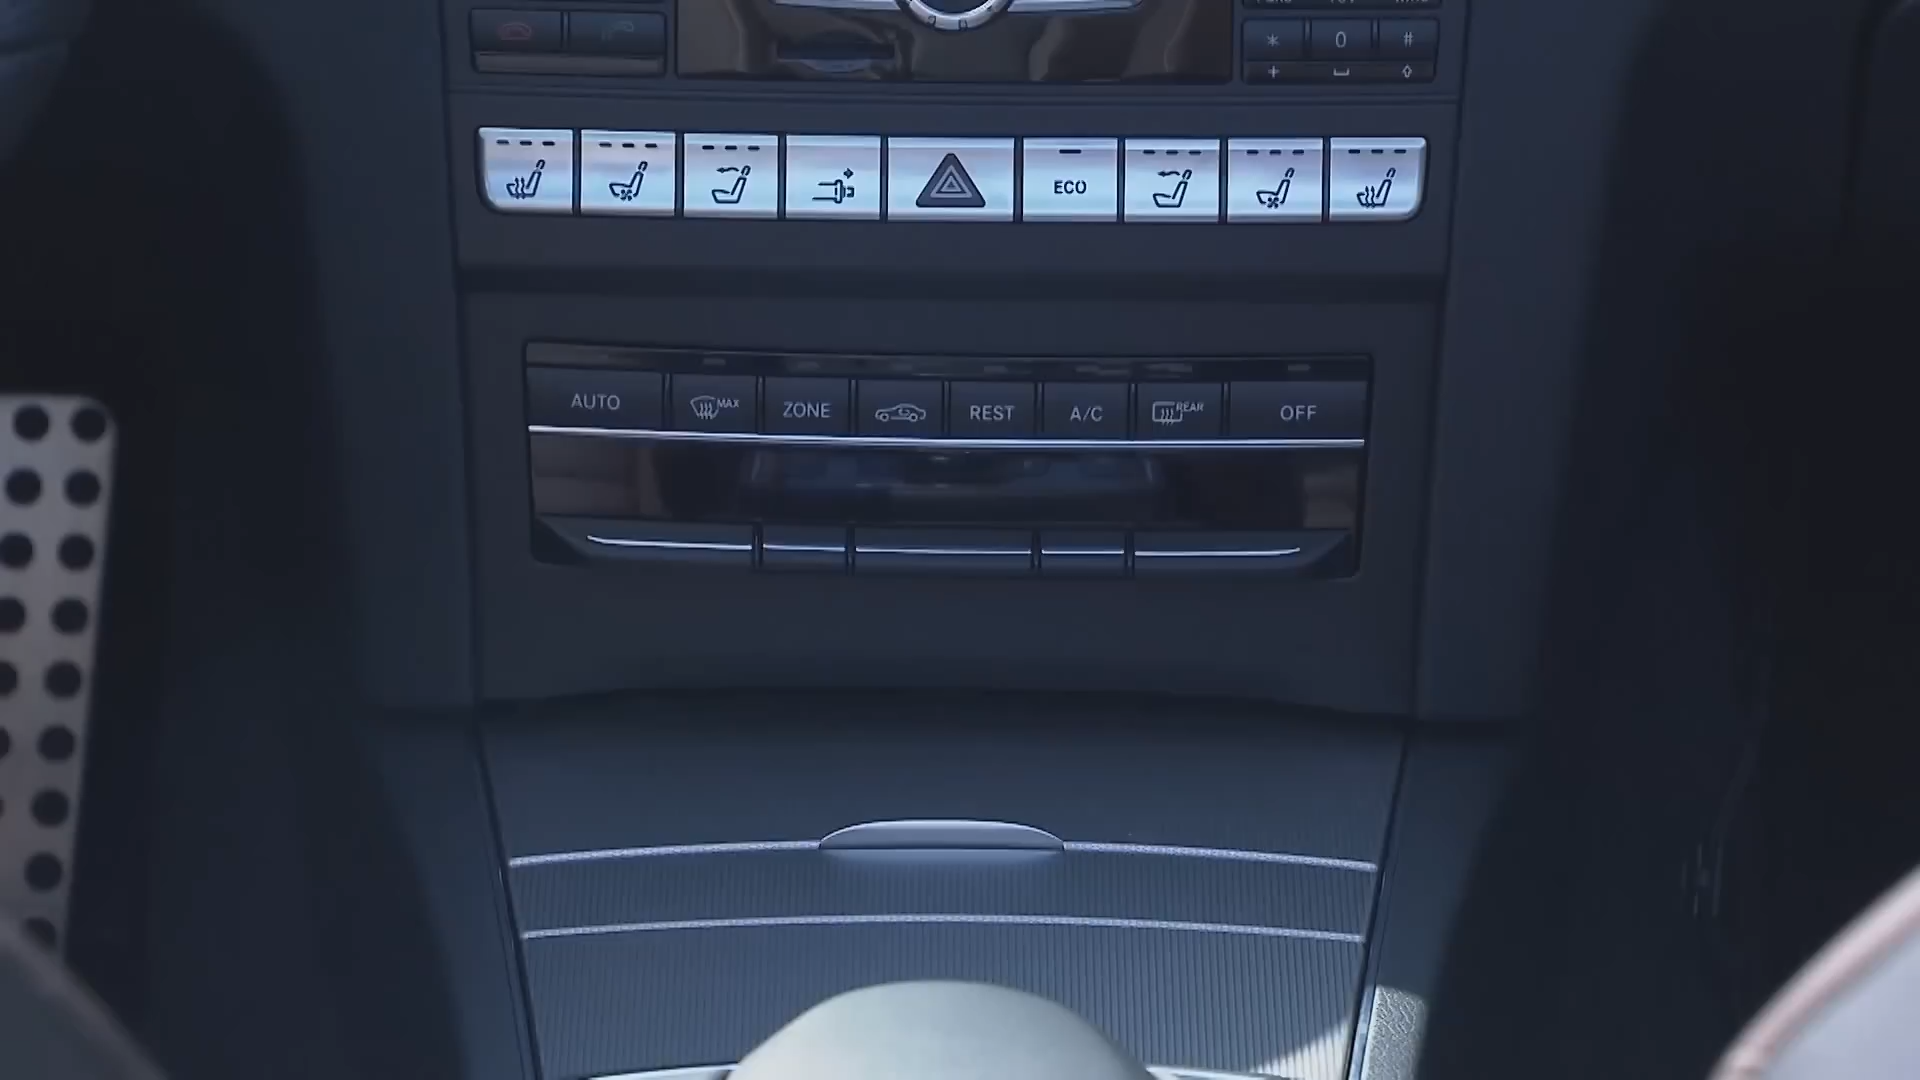 * 0 #
+
ECO
AUTO MAX ZONE REST A/C REAR OFF